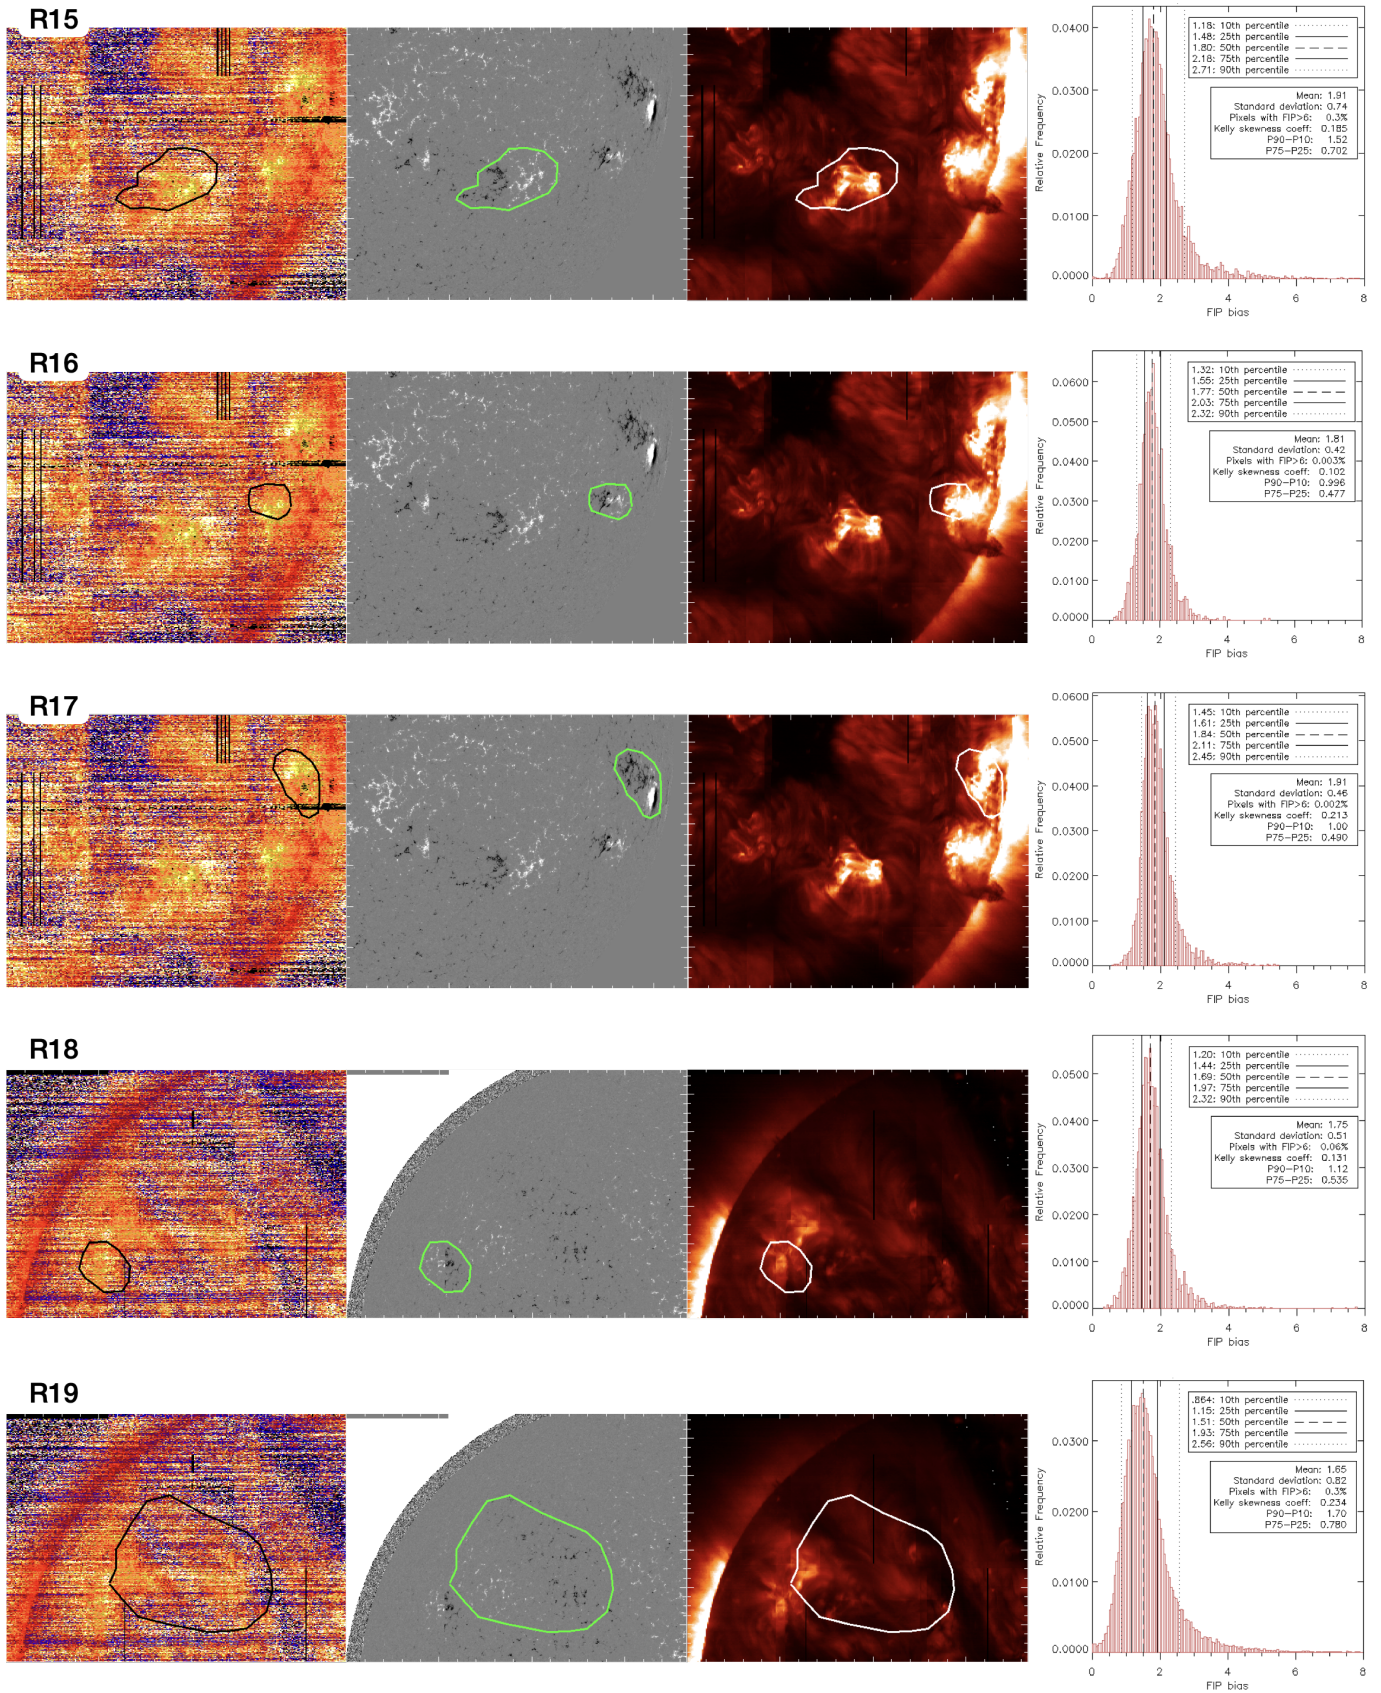 R15
0.0400
0.0300
0.0200
0.0100
0.0000
Relative Frequency
1.18: 10th percentile
1.48: 25th percentile
1.80: 50th percentile
2.18: 75th percentile
2.71: 90th percentile
Mean: 1.91
Standard deviation: 0.74
Pixels with FIP>6: 0.3%
Kelly skewness coeff: 0.185
P90-P10: 1.52
P75-P25: 0.702
0 2 4 6 8
FIP bias
R16
0.0600
0.0500
0.0400
0.0300
0.0200
0.0100
0.0000
Relative Frequency
1.32: 10th percentile
1.55: 25th percentile
1.77: 50th percentile
2.03: 75th percentile
2.32: 90th percentile
Mean: 1.81
Standard deviation: 0.42
Pixels with FIP>6: 0.003%
Kelly skewness coeff: 0.102
P90-P10: 0.996
P75-P25: 0.477
0 2 4 6 8
FIP bias
R17
0.0600
0.0500
0.0400
0.0300
0.0200
0.0100
0.0000
Relative Frequency
1.45: 10th percentile
1.61: 25th percentile
1.84: 50th percentile
2.11: 75th percentile
2.45: 90th percentile
Mean: 1.91
Standard deviation: 0.46
Pixels with FIP>6: 0.002%
Kelly skewness coeff: 0.213
P90-P10: 1.00
P75-P25: 0.490
0 2 4 6 8
FIP bias
R18
0.0500
0.0400
0.0300
0.0200
0.0100
0.0000
Relative Frequency
1.20: 10th percentile
1.44: 25th percentile
1.69: 50th percentile
1.97: 75th percentile
2.32: 90th percentile
Mean: 1.75
Standard deviation: 0.51
Pixels with FIP>6: 0.06%
Kelly skewness coeff: 0.131
P90-P10: 1.12
P75-P25: 0.535
0 2 4 6 8
FIP bias
R19
0.0300
0.0200
0.0100
0.0000
Relative Frequency
.864: 10th percentile
1.15: 25th percentile
1.51: 50th percentile
1.93: 75th percentile
2.56: 90th percentile
Mean: 1.65
Standard deviation: 0.82
Pixels with FIP>6: 0.3%
Kelly skewness coeff: 0.234
P90-P10: 1.70
P75-P25: 0.780
0 2 4 6 8
FIP bias